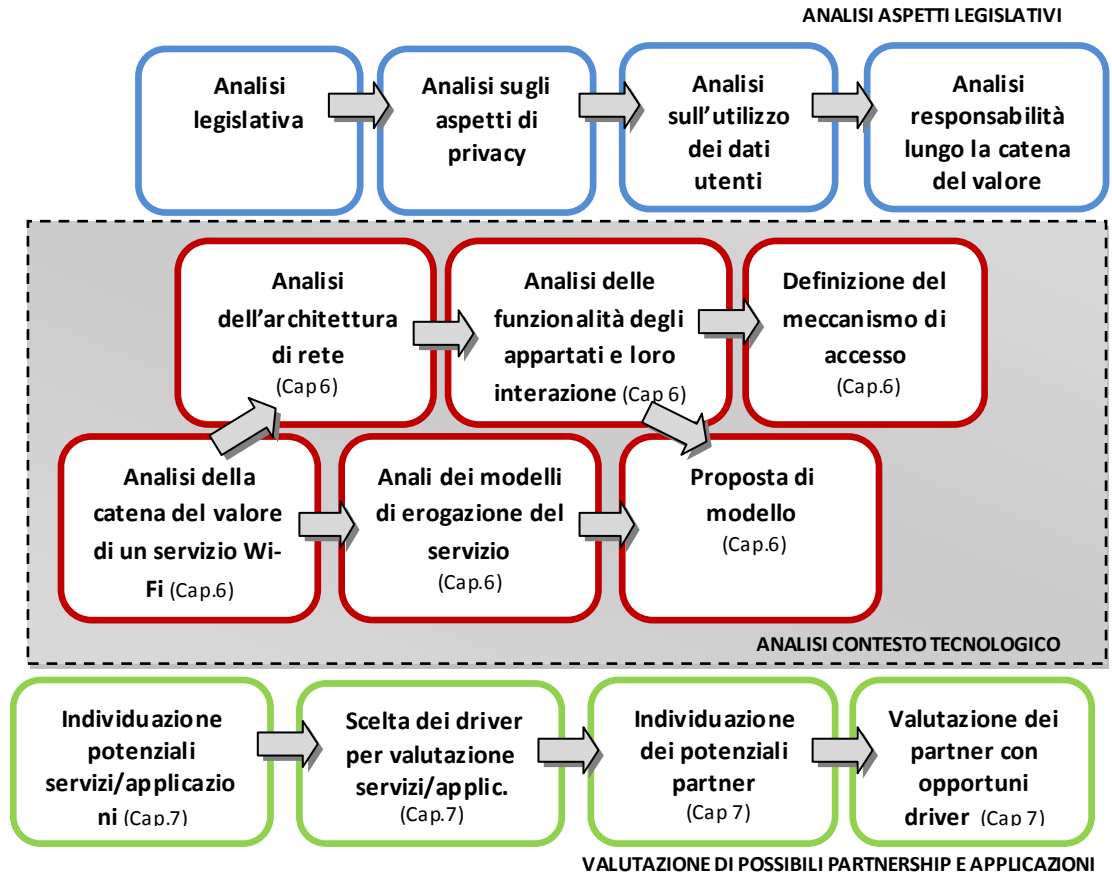 ANALISI ASPETTI LEGISLATIVI
Analisi
legislativa
Analisi sugli
aspetti di
privacy
Analisi
sull'utilizzo
dei dati
utenti
Analisi
responsabilità
lungo la catena
del valore
Analisi
dell'architettura
di rete
(Cap 6)
Analisi delle
funzionalità degli
appartati e loro
interazione (Cap 6)
Definizione del
meccanismo di
accesso
(Cap.6)
Analisi della
catena del valore
di un servizio Wi-
Fi (Cap.6)
Anali dei modelli
di erogazione del
servizio
(Cap.6)
Proposta di
modello
(Cap.6)
ANALISI CONTESTO TECNOLOGICO
Individuazione
potenziali
servizi/applicazio
ni (Cap.7)
Scelta dei driver
per valutazione
servizi/applic.
(Cap.7)
Individuazione
dei potenziali
partner
(Cap 7)
Valutazione dei
partner con
opportuni
driver (Cap 7)
VALUTAZIONE DI POSSIBILI PARTNERSHIP E APPLICAZIONI